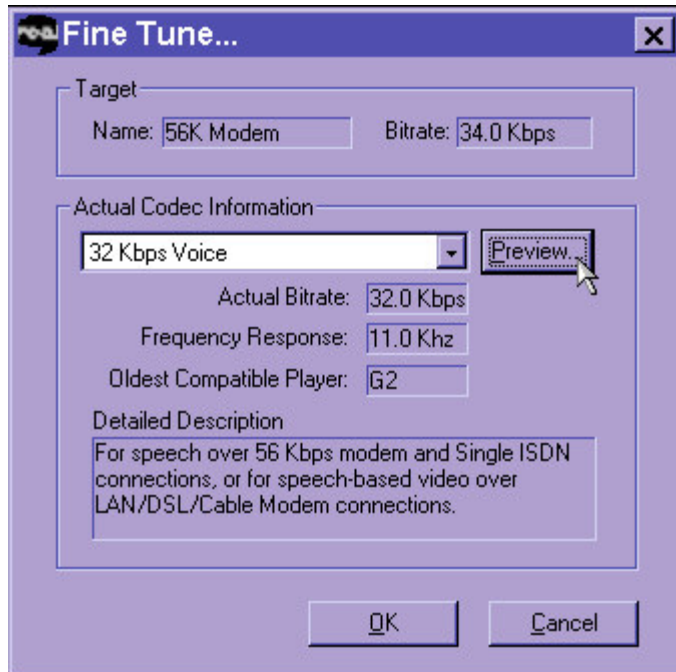 real Fine Tune...
Target
Name: 56K Modem Bitrate: 34.0 Kbps
Actual Codec Information
32 Kbps Voice Preview...
Actual Bitrate: 32.0 Kbps
Frequency Response: 11.0 Khz
Oldest Compatible Player: G2
Detailed Description
For speech over 56 Kbps modem and Single ISDN
connections, or for speech-based video over
LAN/DSL/Cable Modem connections.
OK Cancel